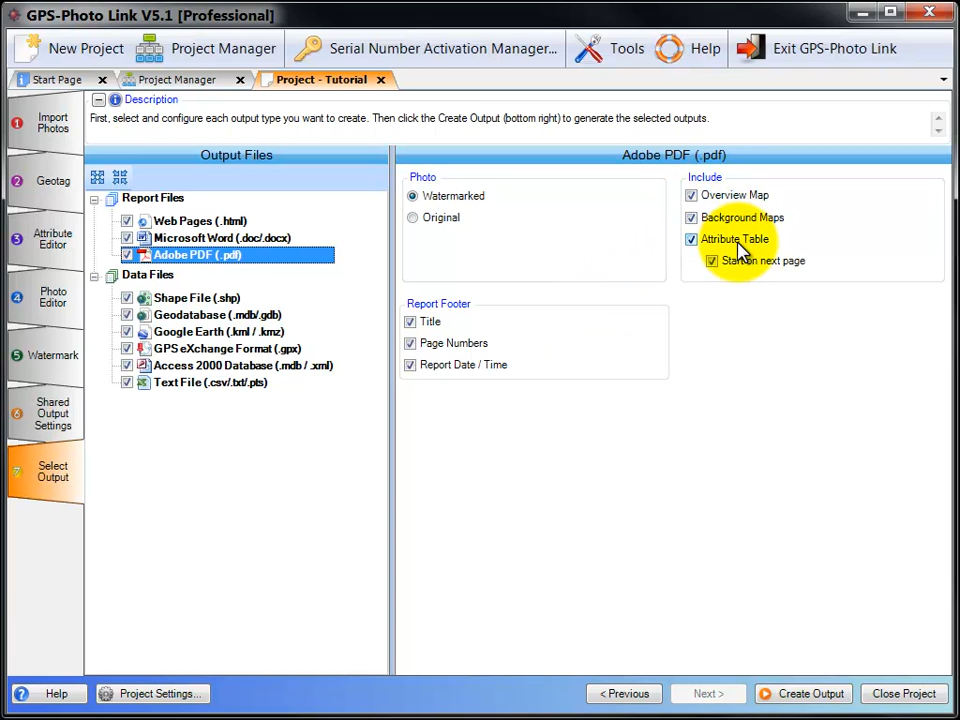 GPS-Photo Link V5.1 [Professional]
New Project
Project Manager
Serial Number Activation Manager...
Tools
Help
Exit GPS-Photo Link
Start Page
Project Manager
Project - Tutorial
Description
First, select and configure each output type you want to create. Then click the Create Output (bottom right) to generate the selected outputs.
1
Import
Photos
2
Geotag
3
Attribute
Editor
4
Photo
Editor
5
Watermark
6
Shared
Output
Settings
7
Select
Output
Output Files
Report Files
Web Pages (.html)
Microsoft Word (.doc/.docx)
Adobe PDF (.pdf)
Data Files
Shape File (.shp)
Geodatabase (.mdb/.gdb)
Google Earth (.kml / .kmz)
GPS eXchange Format (.gpx)
Access 2000 Database (.mdb / .xml)
Text File (.csv/.txt/.pts)
Adobe PDF (.pdf)
Photo
Watermarked
Original
Include
Overview Map
Background Maps
Attribute Table
Start on next page
Report Footer
Title
Page Numbers
Report Date / Time
Help
Project Settings...
< Previous
Next >
Create Output
Close Project